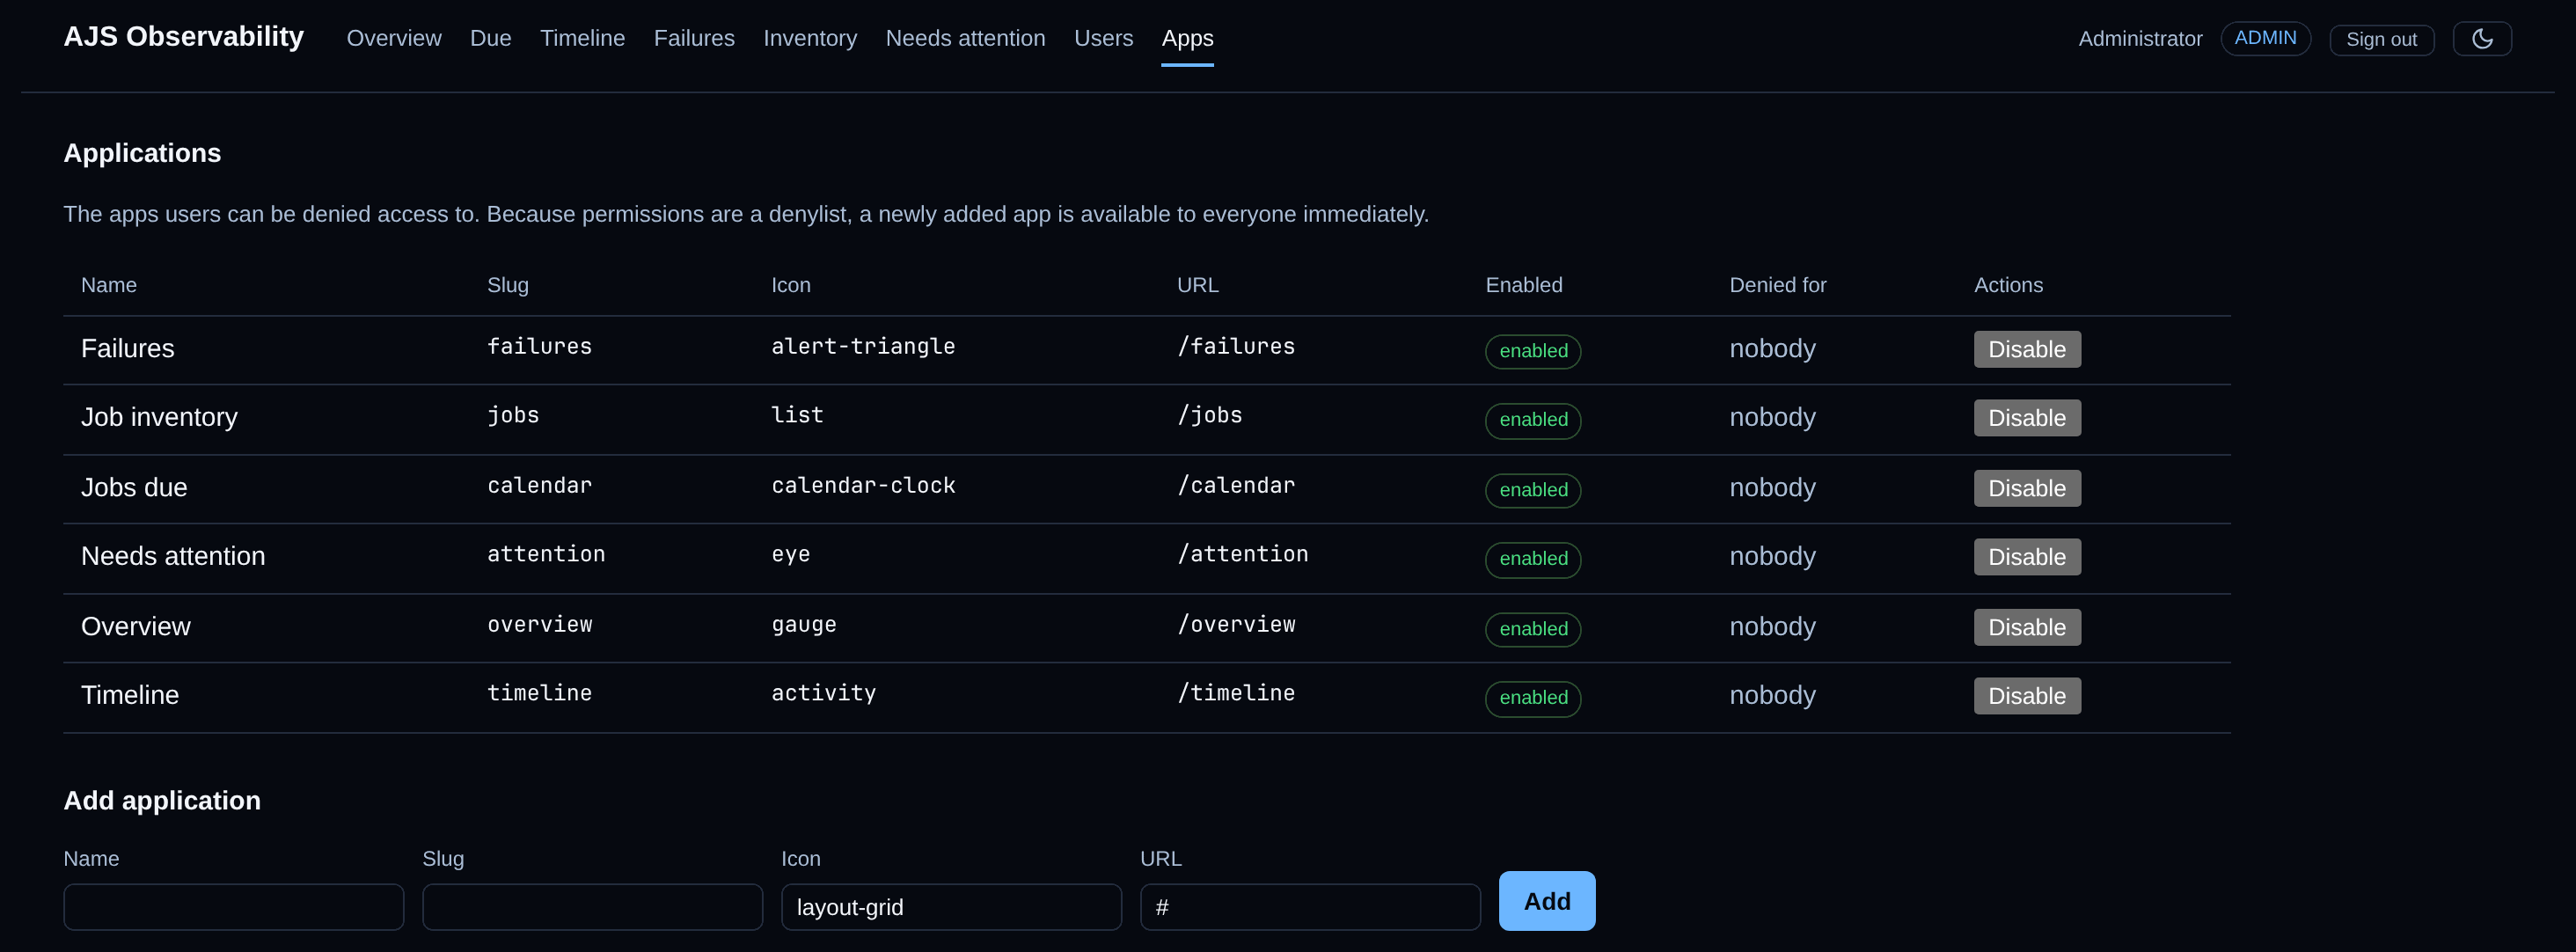 AJS Observability Overview Due Timeline Failures Inventory Needs attention Users Apps Administrator ADMIN Sign out
Applications
The apps users can be denied access to. Because permissions are a denylist, a newly added app is available to everyone immediately.
Name Slug Icon URL Enabled Denied for Actions
Failures failures alert-triangle /failures enabled nobody Disable
Job inventory jobs list /jobs enabled nobody Disable
Jobs due calendar calendar-clock /calendar enabled nobody Disable
Needs attention attention eye /attention enabled nobody Disable
Overview overview gauge /overview enabled nobody Disable
Timeline timeline activity /timeline enabled nobody Disable
Add application
Name Slug Icon URL
layout-grid # Add